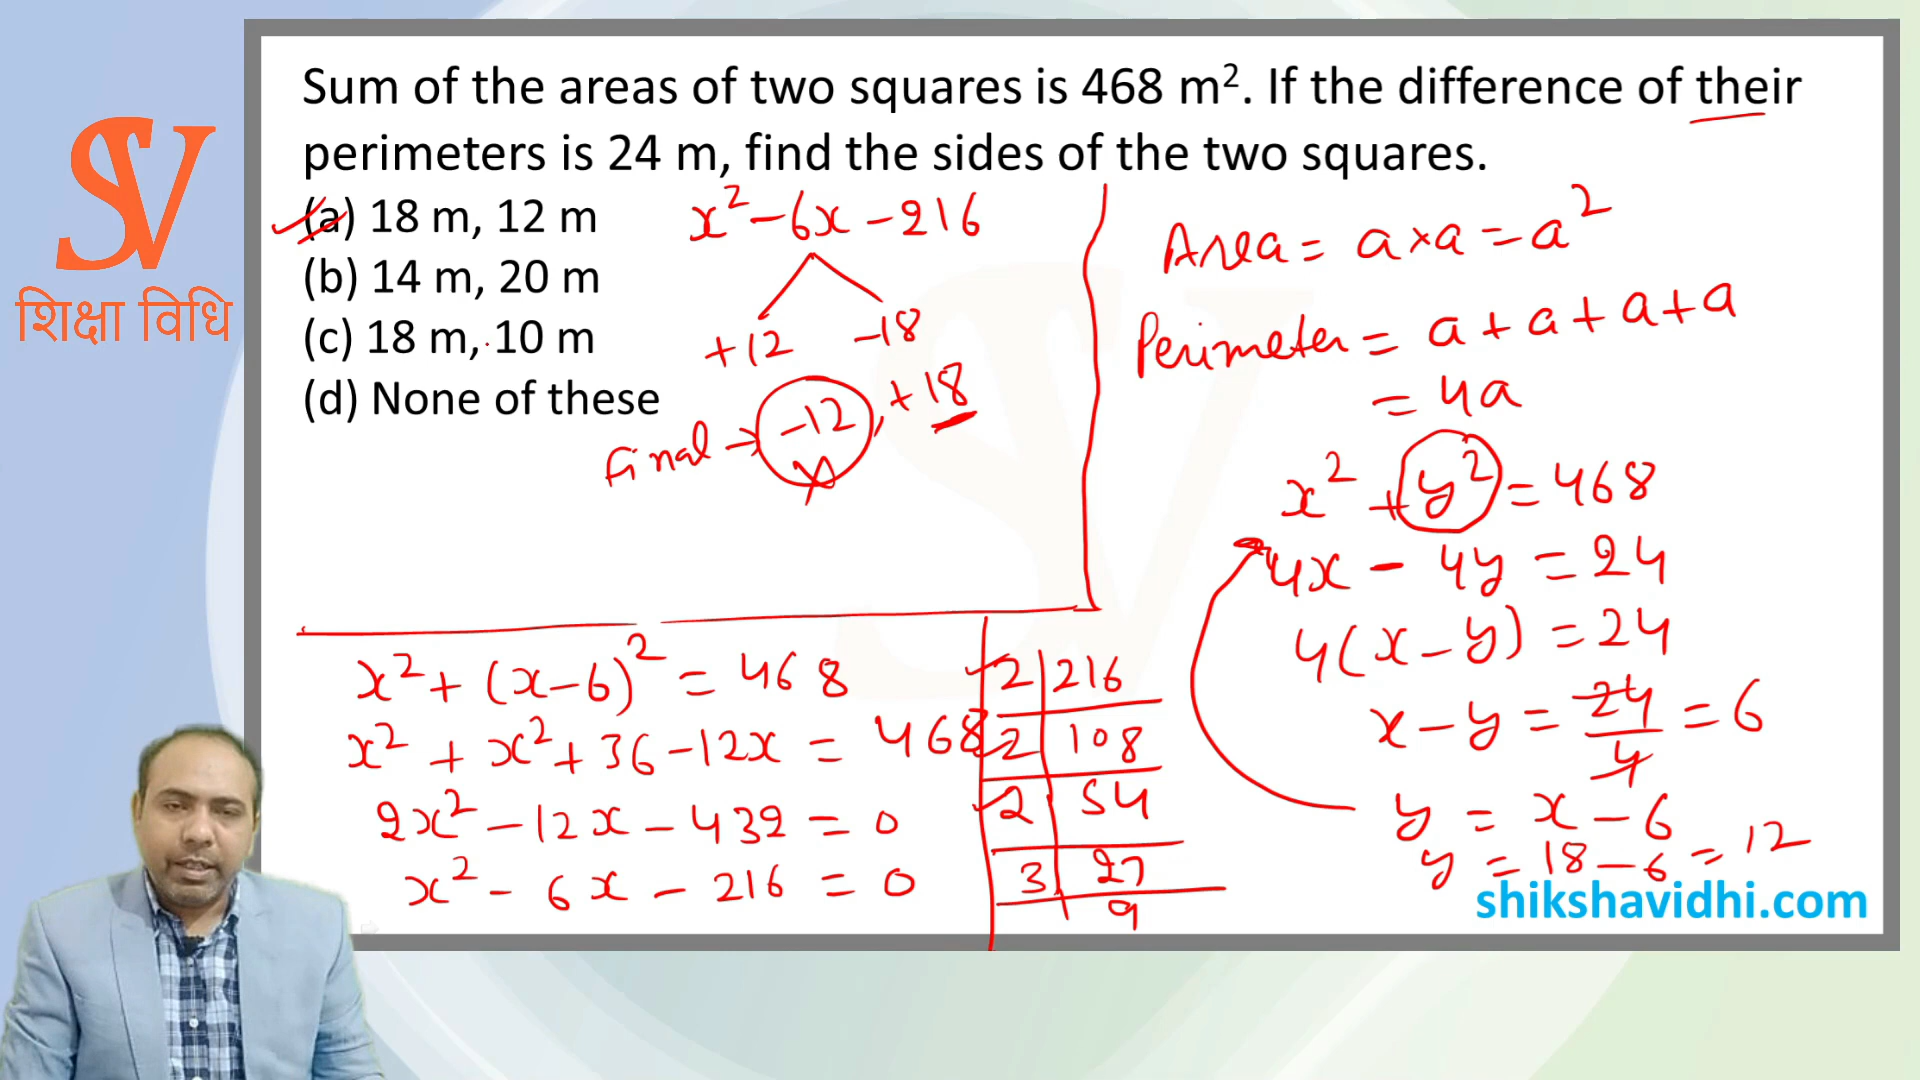 Sum of the areas of two squares is 468 m². If the difference of their
perimeters is 24 m, find the sides of the two squares.
(a) 18 m, 12 m
(b) 14 m, 20 m
(c) 18 m, 10 m
(d) None of these
SV
शिक्षा विधि
x² - 6x - 216
+12 -18
final → -12, +18
Area = a × a = a²
Perimeter = a + a + a + a
= 4a
x² + y² = 468
4x - 4y = 24
4(x - y) = 24
x - y = 24/4 = 6
y = x - 6
y = 18 - 6 = 12
x² + (x - 6)² = 468
x² + x² + 36 - 12x = 468
2x² - 12x - 432 = 0
x² - 6x - 216 = 0
2 | 216
2 | 108
2 | 54
3 | 27
9
shikshavidhi.com